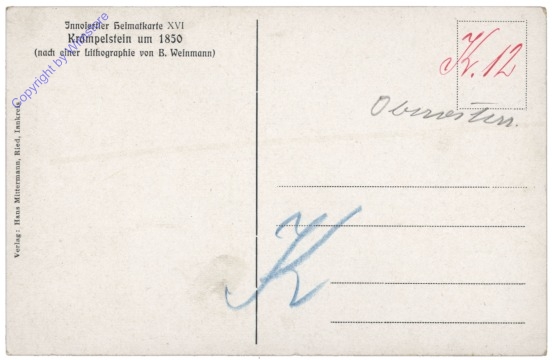 Innviertler Heimatkarte XVI
Krämpelstein um 1850
(nach einer Lithographie von B. Weinmann)
Copyright by Wienstore
Verlag: Hans Mittermann, Ried, Innkreis
K. 12
K